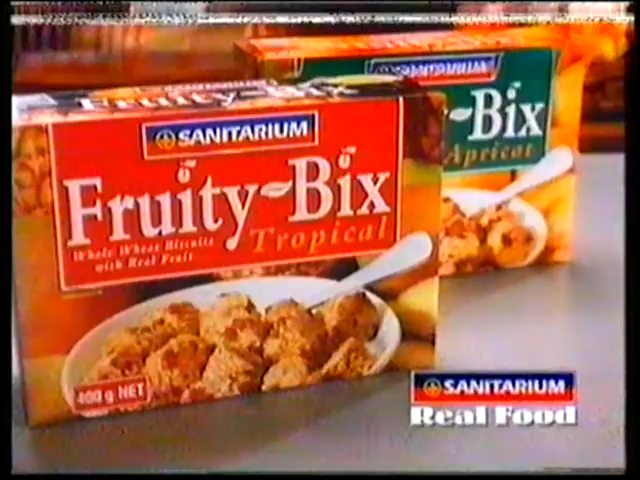 Fruity-Bix
SANITARIUM
Fruity-Bix
Tropical
Whole Wheat Biscuits
with Real Fruit
400 g NET
SANITARIUM
-Bix
Apricot
SANITARIUM
Real Food